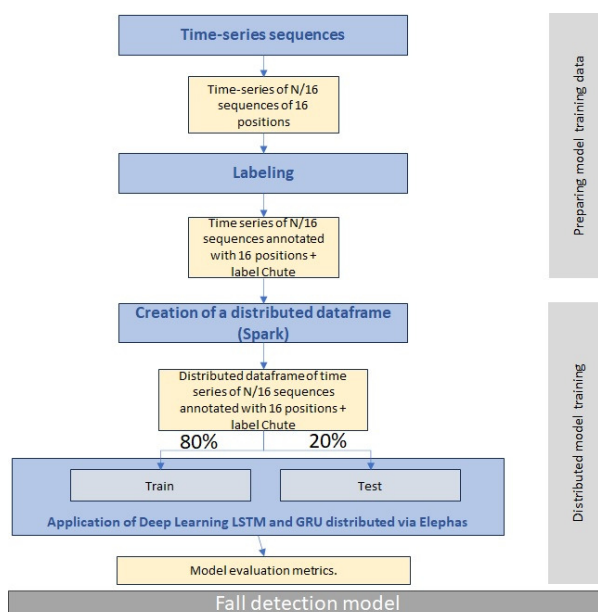 Time-series sequences
Time-series of N/16
sequences of 16
positions
Labeling
Time series of N/16
sequences annotated
with 16 positions +
label Chute
Preparing model training data
Creation of a distributed dataframe
(Spark)
Distributed dataframe of time
series of N/16 sequences
annotated with 16 positions +
label Chute
80%
20%
Train
Test
Application of Deep Learning LSTM and GRU distributed via Elephas
Model evaluation metrics.
Distributed model training
Fall detection model